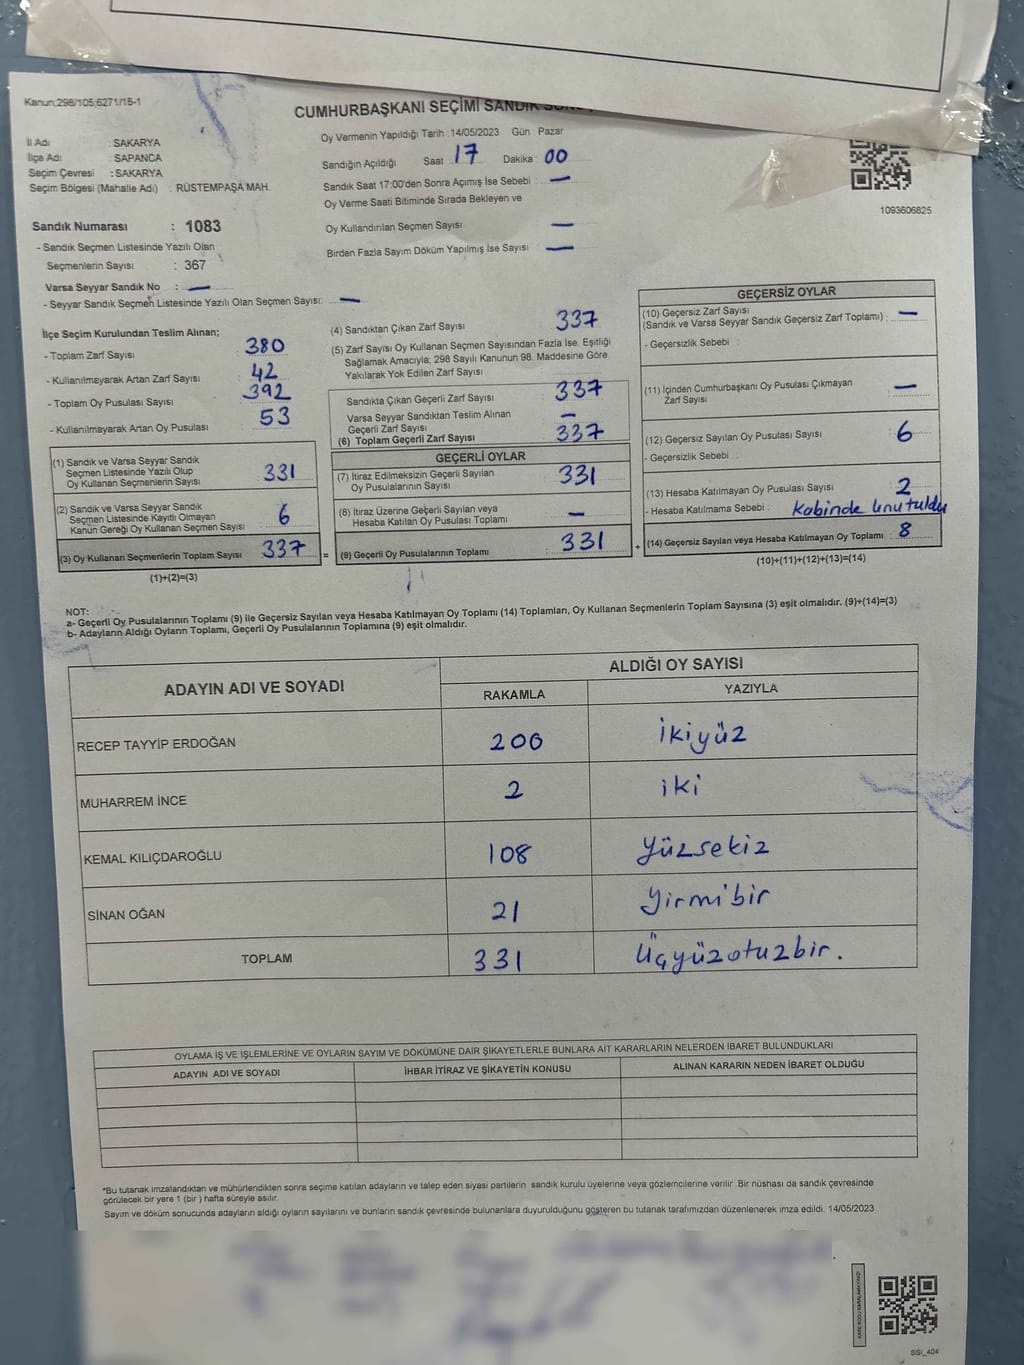 Kanun;298/105;6271/15-1
CUMHURBAŞKANI SEÇİMİ SANDIK
İl Adı : SAKARYA
İlçe Adı : SAPANCA
Seçim Çevresi : SAKARYA
Seçim Bölgesi (Mahalle Adı) : RÜSTEMPAŞA MAH.
Oy Vermenin Yapıldığı Tarih :14/05/2023 Gün : Pazar
Sandığın Açıldığı Saat 17 Dakika 00
Sandık Saat 17:00'den Sonra Açımış İse Sebebi : —
Oy Verme Saati Bitiminde Sırada Bekleyen ve
Oy Kullandırılan Seçmen Sayısı : —
Birden Fazla Sayım Döküm Yapılmış İse Sayısı : —
1093606825
Sandık Numarası : 1083
- Sandık Seçmen Listesinde Yazılı Olan
Seçmenlerin Sayısı : 367
Varsa Seyyar Sandık No : —
- Seyyar Sandık Seçmen Listesinde Yazılı Olan Seçmen Sayısı: —
İlçe Seçim Kurulundan Teslim Alınan;
- Toplam Zarf Sayısı : 380
- Kullanılmayarak Artan Zarf Sayısı : 42
- Toplam Oy Pusulası Sayısı : 392
- Kullanılmayarak Artan Oy Pusulası : 53
(1) Sandık ve Varsa Seyyar Sandık
Seçmen Listesinde Yazılı Olup
Oy Kullanan Seçmenlerin Sayısı : 331
(2) Sandık ve Varsa Seyyar Sandık
Seçmen Listesinde Kayıtlı Olmayan
Kanun Gereği Oy Kullanan Seçmen Sayısı : 6
(3) Oy Kullanan Seçmenlerin Toplam Sayısı : 337 =
(1)+(2)=(3)
(4) Sandıktan Çıkan Zarf Sayısı : 337
(5) Zarf Sayısı Oy Kullanan Seçmen Sayısından Fazla İse, Eşitliği
Sağlamak Amacıyla; 298 Sayılı Kanunun 98. Maddesine Göre
Yakılarak Yok Edilen Zarf Sayısı :
Sandıkta Çıkan Geçerli Zarf Sayısı : 337
Varsa Seyyar Sandıktan Teslim Alınan
Geçerli Zarf Sayısı : —
(6) Toplam Geçerli Zarf Sayısı : 337
GEÇERLİ OYLAR
(7) İtiraz Edilmeksizin Geçerli Sayılan
Oy Pusulalarının Sayısı : 331
(8) İtiraz Üzerine Geçerli Sayılan veya
Hesaba Katılan Oy Pusulası Toplamı : —
(9) Geçerli Oy Pusulalarının Toplamı : 331 +
GEÇERSİZ OYLAR
(10) Geçersiz Zarf Sayısı
(Sandık ve Varsa Seyyar Sandık Geçersiz Zarf Toplamı) : —
- Geçersizlik Sebebi :
(11) İçinden Cumhurbaşkanı Oy Pusulası Çıkmayan
Zarf Sayısı : —
(12) Geçersiz Sayılan Oy Pusulası Sayısı : 6
- Geçersizlik Sebebi :
(13) Hesaba Katılmayan Oy Pusulası Sayısı : 2
- Hesaba Katılmama Sebebi : Kabinde Unutuldu
(14) Geçersiz Sayılan veya Hesaba Katılmayan Oy Toplamı : 8
(10)+(11)+(12)+(13)=(14)
NOT:
a- Geçerli Oy Pusulalarının Toplamı (9) ile Geçersiz Sayılan veya Hesaba Katılmayan Oy Toplamı (14) Toplamları, Oy Kullanan Seçmenlerin Toplam Sayısına (3) eşit olmalıdır. (9)+(14)=(3)
b- Adayların Aldığı Oyların Toplamı, Geçerli Oy Pusulalarının Toplamına (9) eşit olmalıdır.
ADAYIN ADI VE SOYADI ALDIĞI OY SAYISI
RAKAMLA YAZIYLA
RECEP TAYYİP ERDOĞAN 200 İkiyüz
MUHARREM İNCE 2 iki
KEMAL KILIÇDAROĞLU 108 Yüzsekiz
SİNAN OĞAN 21 Yirmibir
TOPLAM 331 Üçyüzotuzbir.
OYLAMA İŞ VE İŞLEMLERİNE VE OYLARIN SAYIM VE DÖKÜMÜNE DAİR ŞİKAYETLERLE BUNLARA AİT KARARLARIN NELERDEN İBARET BULUNDUKLARI
ADAYIN ADI VE SOYADI İHBAR İTİRAZ VE ŞİKAYETİN KONUSU ALINAN KARARIN NEDEN İBARET OLDUĞU
*Bu tutanak imzalandıktan ve mühürlendikten sonra seçime katılan adayların ve talep eden siyasi partilerin sandık kurulu üyelerine veya gözlemcilerine verilir. Bir nüshası da sandık çevresinde
görülecek bir yere 1 (bir ) hafta süreyle asılır.
Sayım ve döküm sonucunda adayların aldığı oyların sayılarını ve bunların sandık çevresinde bulunanlara duyurulduğunu gösteren bu tutanak tarafımızdan düzenlenerek imza edildi. 14/05/2023
KARE KODU KARALAMAYINIZ!
SSI_404